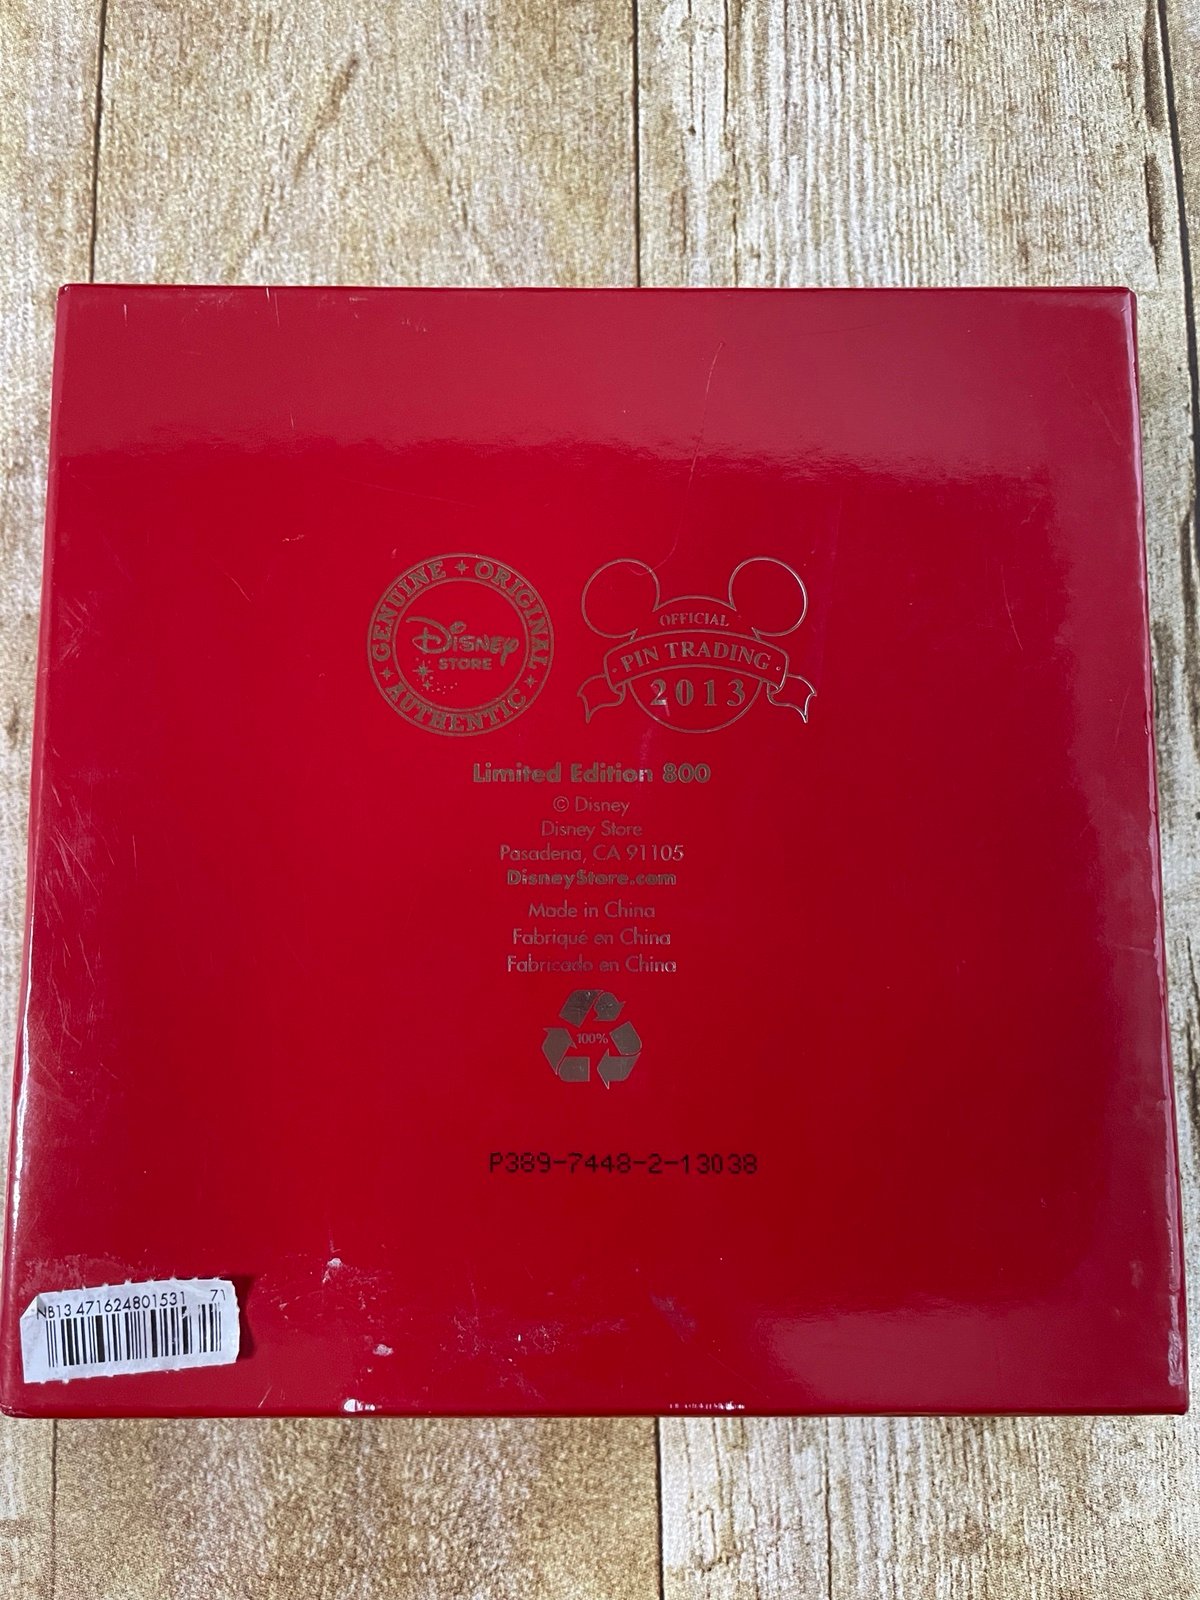 GENUINE ORIGINAL AUTHENTIC
Disney
STORE
OFFICIAL
PIN TRADING
2013
Limited Edition 800
© Disney
Disney Store
Pasadena, CA 91105
DisneyStore.com
Made in China
Fabriqué en China
Fabricado en China
100%
P389-7448-2-13038
NB13 471624801531 71